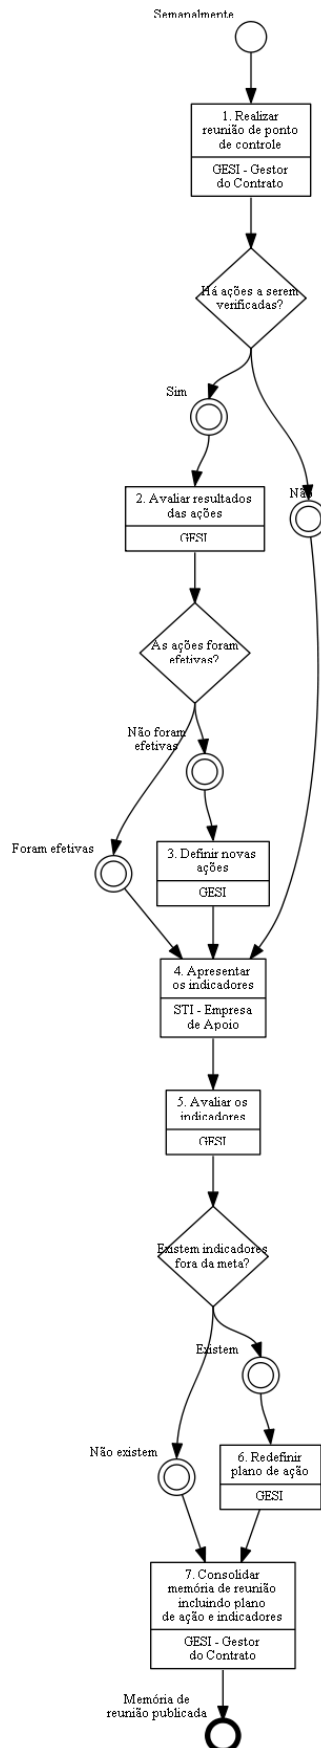 Semanalmente
1. Realizar
reunião de ponto
de controle
GESI - Gestor
do Contrato
Há ações a serem
verificadas?
Sim
Não
2. Avaliar resultados
das ações
GESI
As ações foram
efetivas?
Não foram
efetivas
Foram efetivas
3. Definir novas
ações
GESI
4. Apresentar
os indicadores
STI - Empresa
de Apoio
5. Avaliar os
indicadores
GESI
Existem indicadores
fora da meta?
Existem
Não existem
6. Redefinir
plano de ação
GESI
7. Consolidar
memória de reunião
incluindo plano
de ação e indicadores
GESI - Gestor
do Contrato
Memória de
reunião publicada